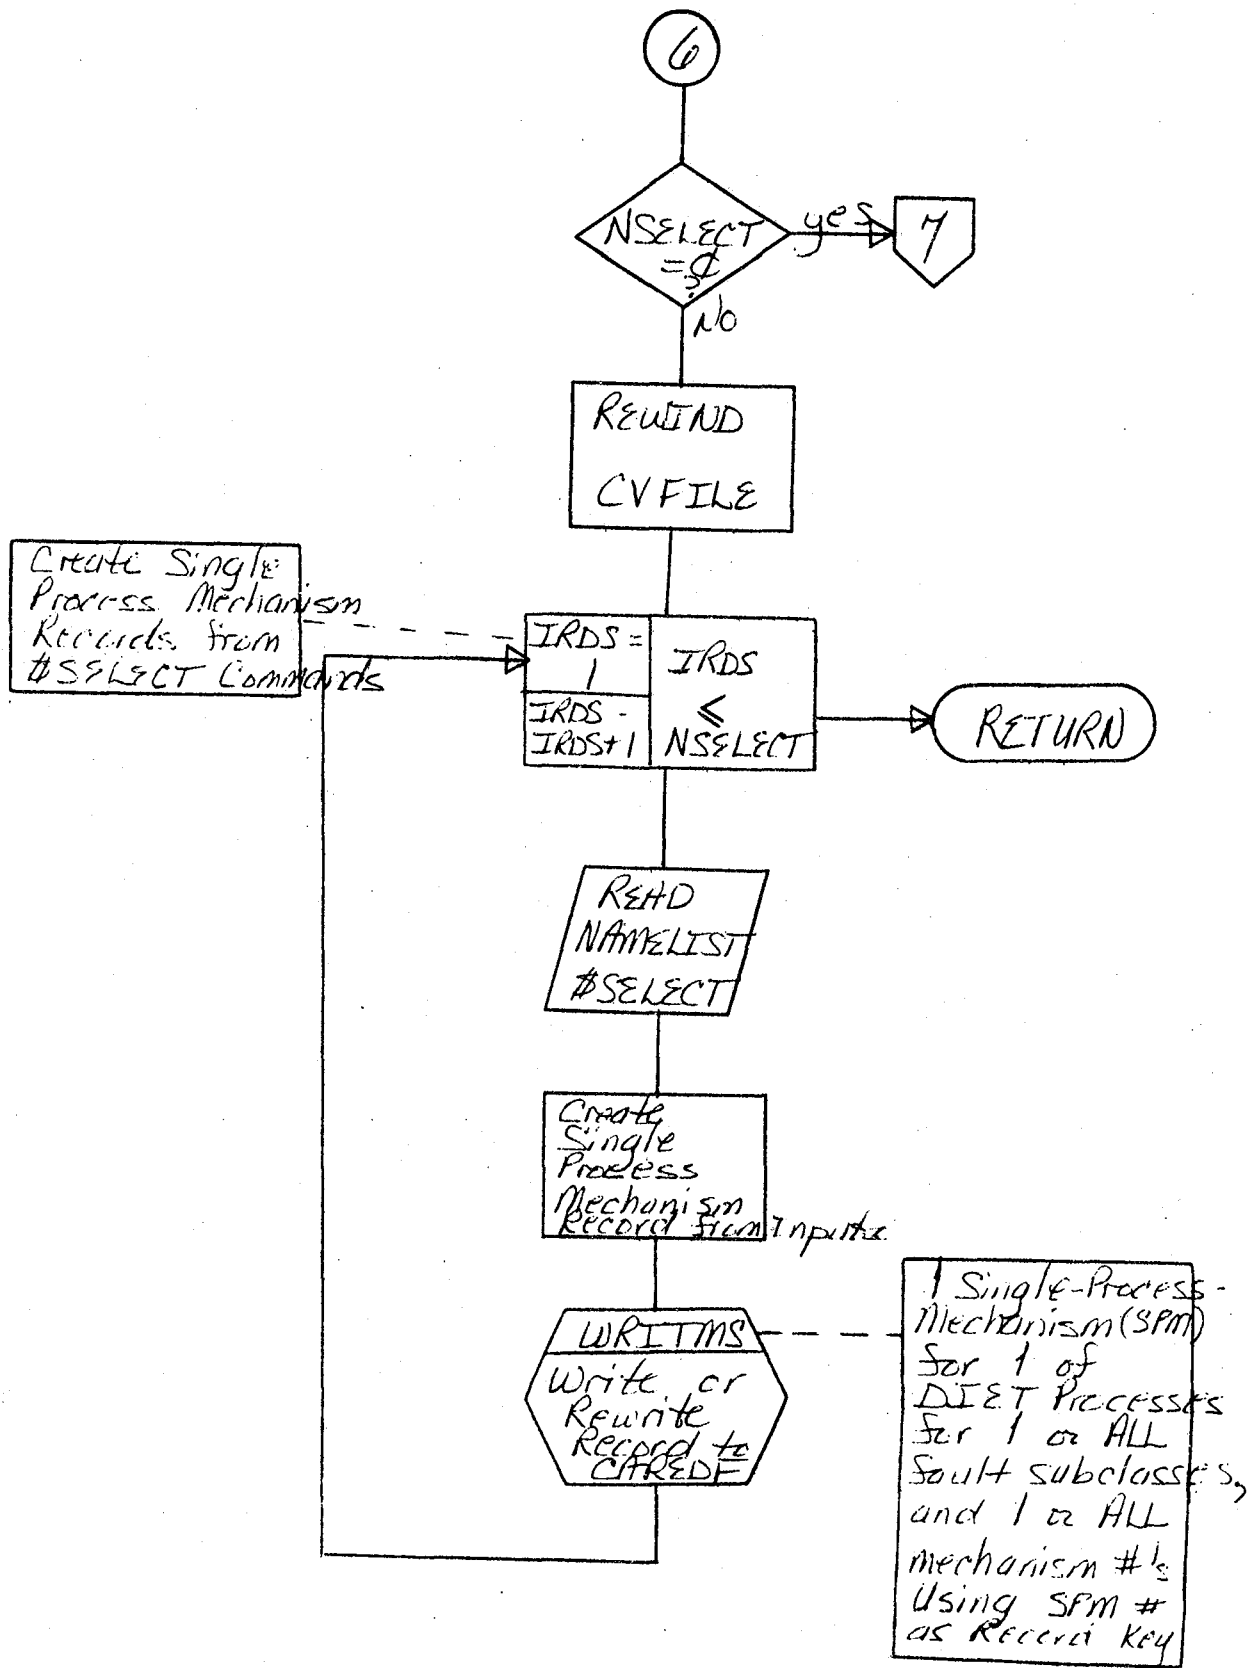 6
NSELECT
= 0
?
yes
7
No
REWIND
CVFILE
Create Single
Process Mechanism
Records from
$SELECT Commands
IRDS =
1
IRDS
≤
NSELECT
IRDS -
IRDS+1
RETURN
READ
NAMELIST
$SELECT
Create
Single
Process
Mechanism
Record from Inputs
WRITMS
Write or
Rewrite
Record to
CAREDF
1 Single-Process-
Mechanism (SPM)
for 1 of
DIET Processes
for 1 or ALL
fault subclasses,
and 1 or ALL
mechanism #'s
Using SPM #
as Record Key